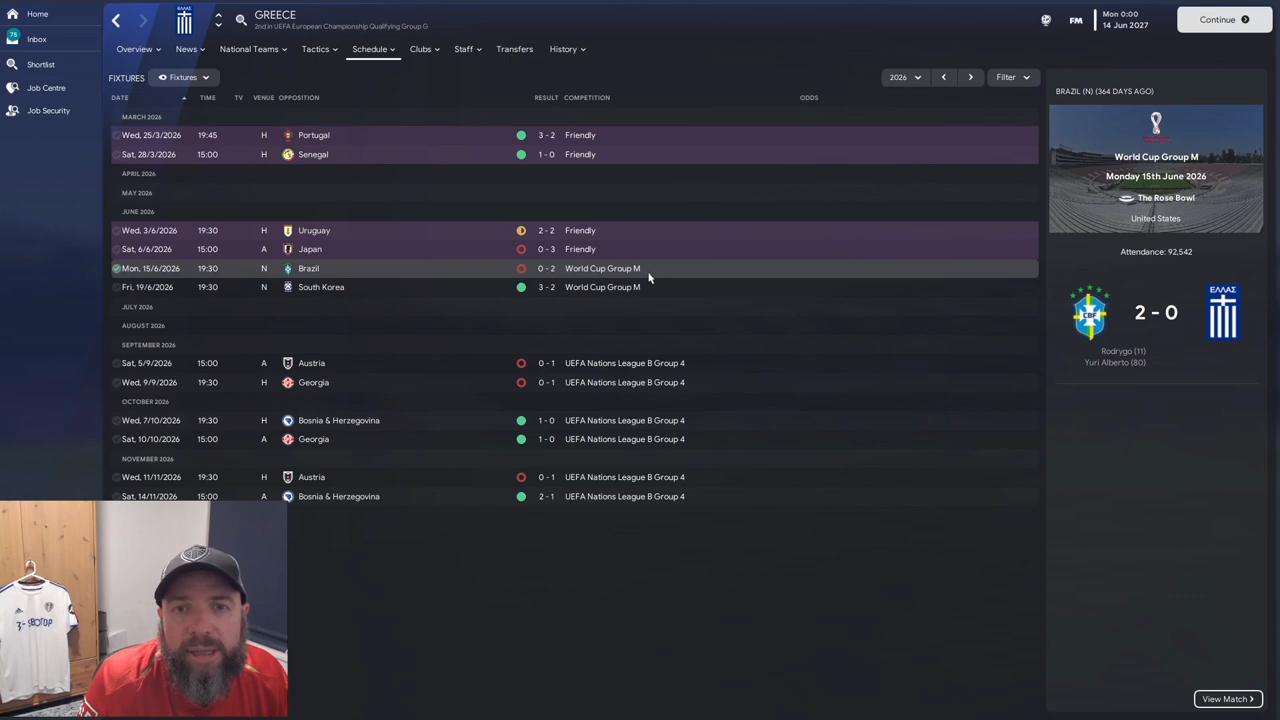 Home
75
Inbox
Shortlist
Job Centre
Job Security
ΕΛΛΑΣ
GREECE
2nd in UEFA European Championship Qualifying Group G
FM
Mon 0:00
14 Jun 2027
Continue
Overview News National Teams Tactics Schedule Clubs Staff Transfers History
FIXTURES Fixtures 2026 Filter
DATE TIME TV VENUE OPPOSITION RESULT COMPETITION ODDS
MARCH 2026
Wed, 25/3/2026 19:45 H Portugal 3 - 2 Friendly
Sat, 28/3/2026 15:00 H Senegal 1 - 0 Friendly
APRIL 2026
MAY 2026
JUNE 2026
Wed, 3/6/2026 19:30 H Uruguay 2 - 2 Friendly
Sat, 6/6/2026 15:00 A Japan 0 - 3 Friendly
Mon, 15/6/2026 19:30 N Brazil 0 - 2 World Cup Group M
Fri, 19/6/2026 19:30 N South Korea 3 - 2 World Cup Group M
JULY 2026
AUGUST 2026
SEPTEMBER 2026
Sat, 5/9/2026 15:00 A Austria 0 - 1 UEFA Nations League B Group 4
Wed, 9/9/2026 19:30 H Georgia 0 - 1 UEFA Nations League B Group 4
OCTOBER 2026
Wed, 7/10/2026 19:30 H Bosnia & Herzegovina 1 - 0 UEFA Nations League B Group 4
Sat, 10/10/2026 15:00 A Georgia 1 - 0 UEFA Nations League B Group 4
NOVEMBER 2026
Wed, 11/11/2026 19:30 H Austria 0 - 1 UEFA Nations League B Group 4
Sat, 14/11/2026 15:00 A Bosnia & Herzegovina 2 - 1 UEFA Nations League B Group 4
BRAZIL (N) (364 DAYS AGO)
World Cup Group M
Monday 15th June 2026
The Rose Bowl
United States
Attendance: 92,542
CBF
2 - 0
ΕΛΛΑΣ
Rodrygo (11)
Yuri Alberto (80)
View Match